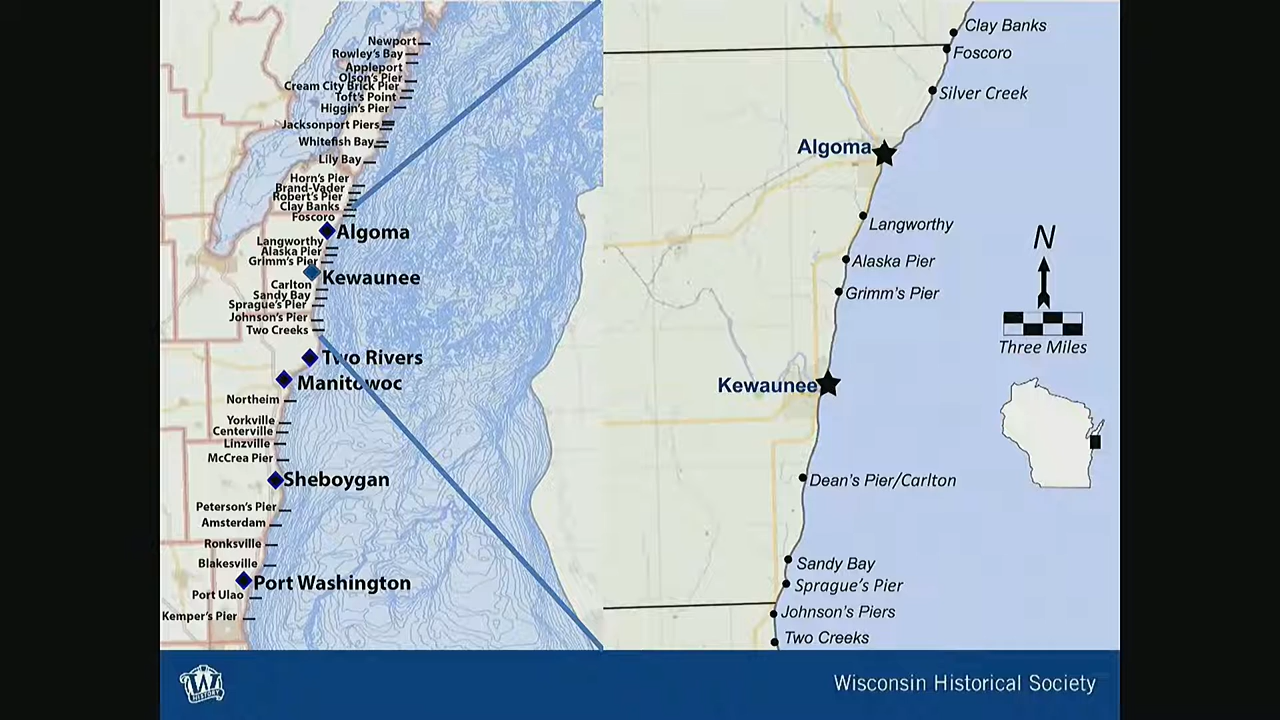 Newport
Rowley's Bay
Appleport
Olson's Pier
Cream City Brick Pier
Toft's Point
Higgin's Pier
Jacksonport Piers
Whitefish Bay
Lily Bay
Horn's Pier
Brand-Vader
Robert's Pier
Clay Banks
Foscoro
Algoma
Langworthy
Alaska Pier
Grimm's Pier
Kewaunee
Carlton
Sandy Bay
Sprague's Pier
Johnson's Pier
Two Creeks
Two Rivers
Manitowoc
Northeim
Yorkville
Centerville
Linzville
McCrea Pier
Sheboygan
Peterson's Pier
Amsterdam
Ronksville
Blakesville
Port Washington
Port Ulao
Kemper's Pier
Clay Banks
Foscoro
Silver Creek
Algoma
Langworthy
Alaska Pier
Grimm's Pier
Kewaunee
Dean's Pier/Carlton
Sandy Bay
Sprague's Pier
Johnson's Piers
Two Creeks
N
Three Miles
W
HISTORY
Wisconsin Historical Society